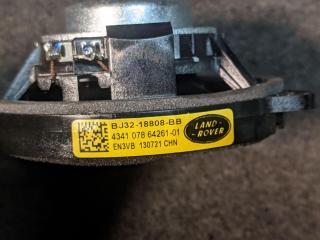 BJ32-18808-BB
4341 078 64261-01
EN3VB 130721 CHN
LAND-
ROVER